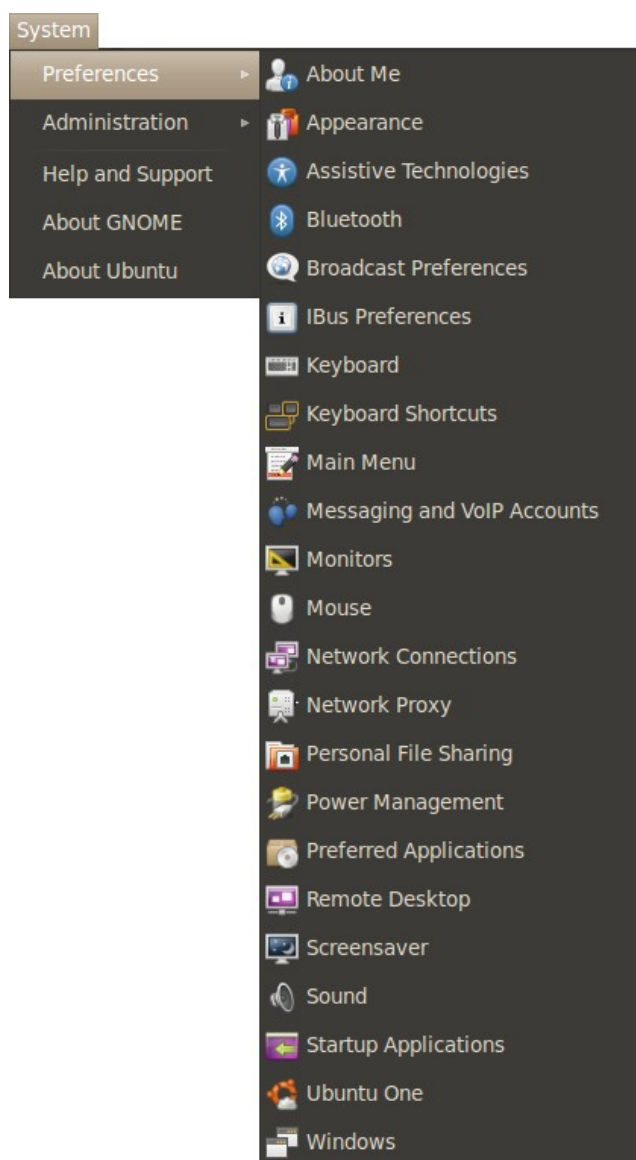 System
Preferences
Administration
Help and Support
About GNOME
About Ubuntu
About Me
Appearance
Assistive Technologies
Bluetooth
Broadcast Preferences
IBus Preferences
Keyboard
Keyboard Shortcuts
Main Menu
Messaging and VoIP Accounts
Monitors
Mouse
Network Connections
Network Proxy
Personal File Sharing
Power Management
Preferred Applications
Remote Desktop
Screensaver
Sound
Startup Applications
Ubuntu One
Windows